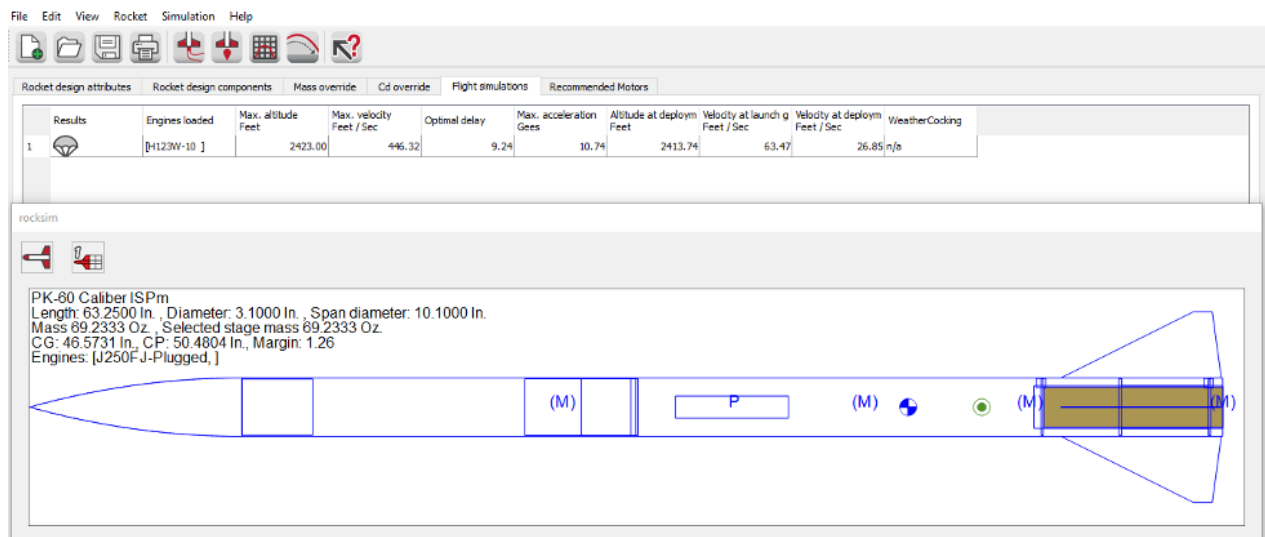 File Edit View Rocket Simulation Help
Rocket design attributes Rocket design components Mass override Cd override Flight simulations Recommended Motors
Results Engines loaded Max. altitude Feet Max. velocity Feet / Sec Optimal delay Max. acceleration Gees Altitude at deploym Feet Velocity at launch g Feet / Sec Velocity at deploym Feet / Sec WeatherCocking
1 [H123W-10 ] 2423.00 446.32 9.24 10.74 2413.74 63.47 26.85 n/a
rocksim
PK-60 Caliber ISPm
Length: 63.2500 In. , Diameter: 3.1000 In. , Span diameter: 10.1000 In.
Mass 69.2333 Oz. , Selected stage mass 69.2333 Oz.
CG: 46.5731 In., CP: 50.4804 In., Margin: 1.26
Engines: [J250FJ-Plugged, ]
(M) P (M) (M) (M)